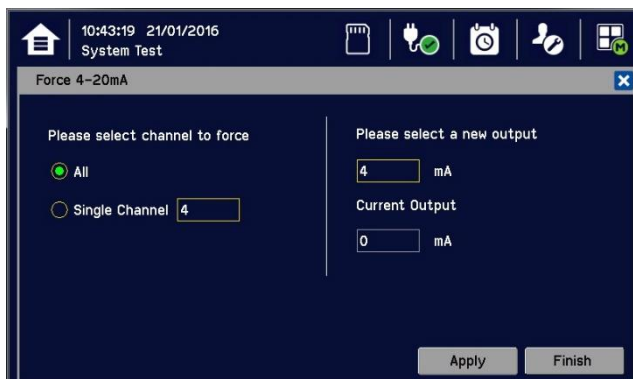 10:43:19 21/01/2016
System Test
M
Force 4-20mA
Please select channel to force
All
Single Channel 4
Please select a new output
4 mA
Current Output
0 mA
Apply
Finish